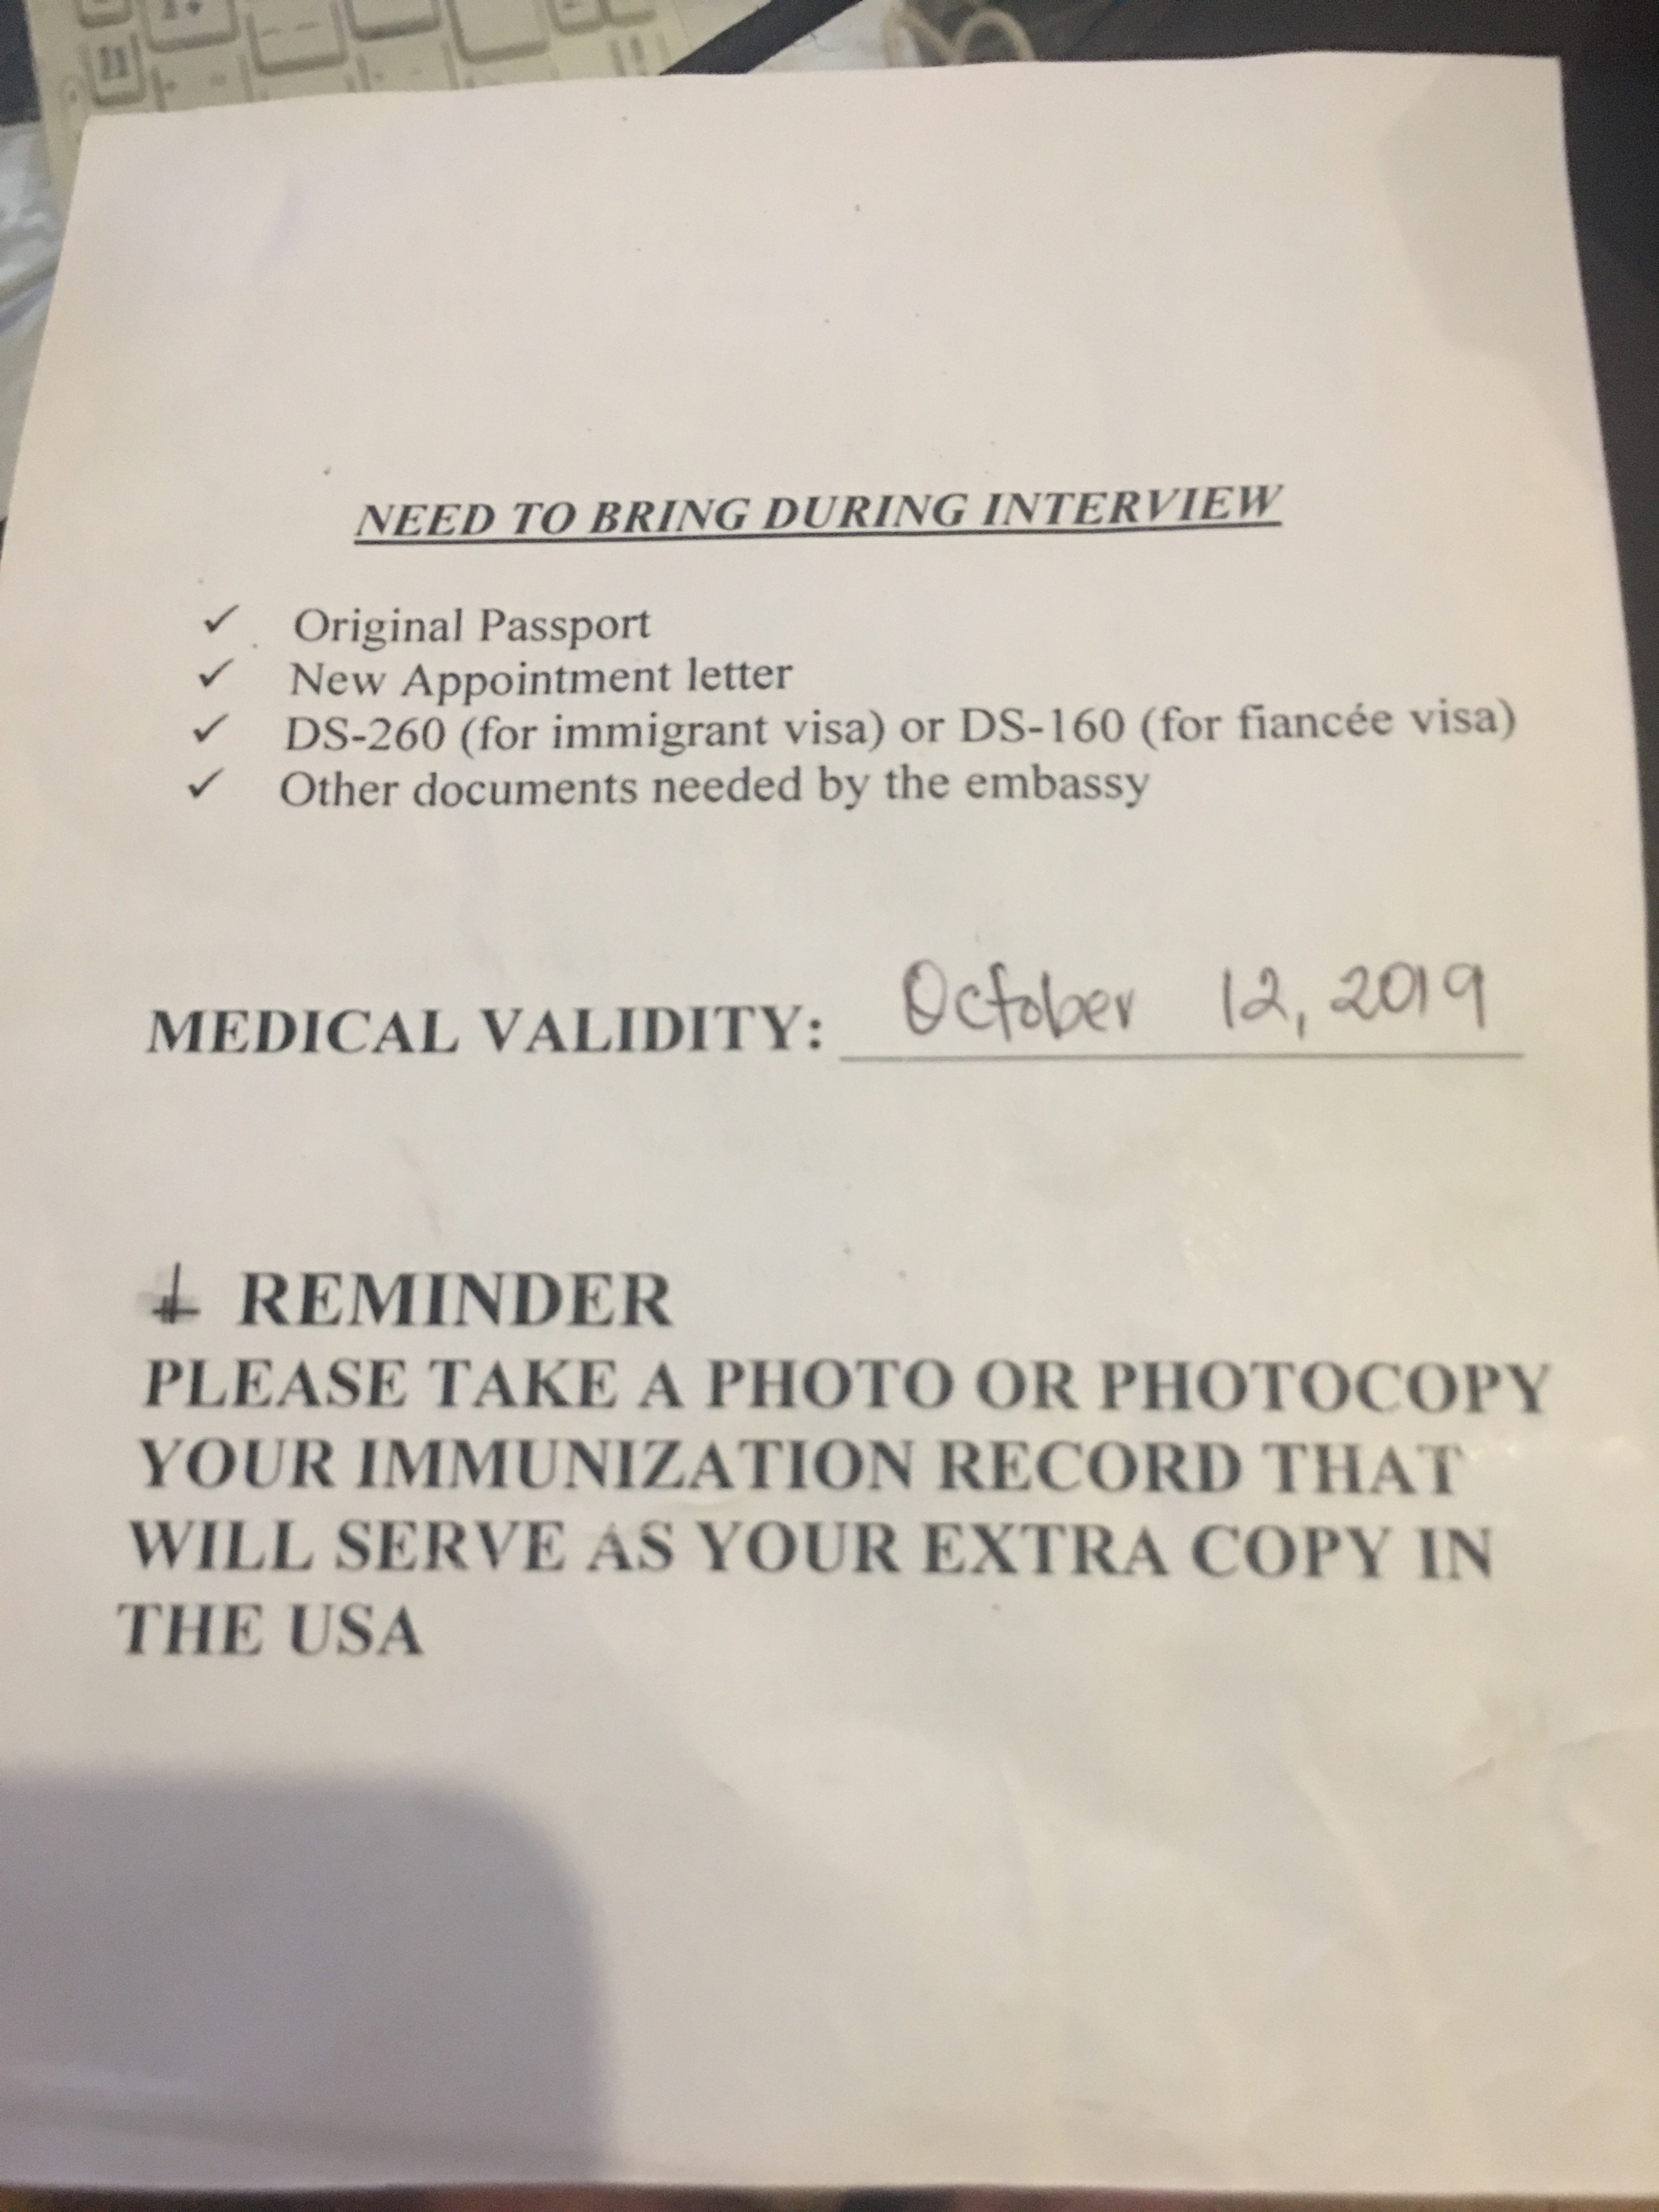 NEED TO BRING DURING INTERVIEW
✓ Original Passport
✓ New Appointment letter
✓ DS-260 (for immigrant visa) or DS-160 (for fiancée visa)
✓ Other documents needed by the embassy
MEDICAL VALIDITY: October 12, 2019
REMINDER
PLEASE TAKE A PHOTO OR PHOTOCOPY
YOUR IMMUNIZATION RECORD THAT
WILL SERVE AS YOUR EXTRA COPY IN
THE USA